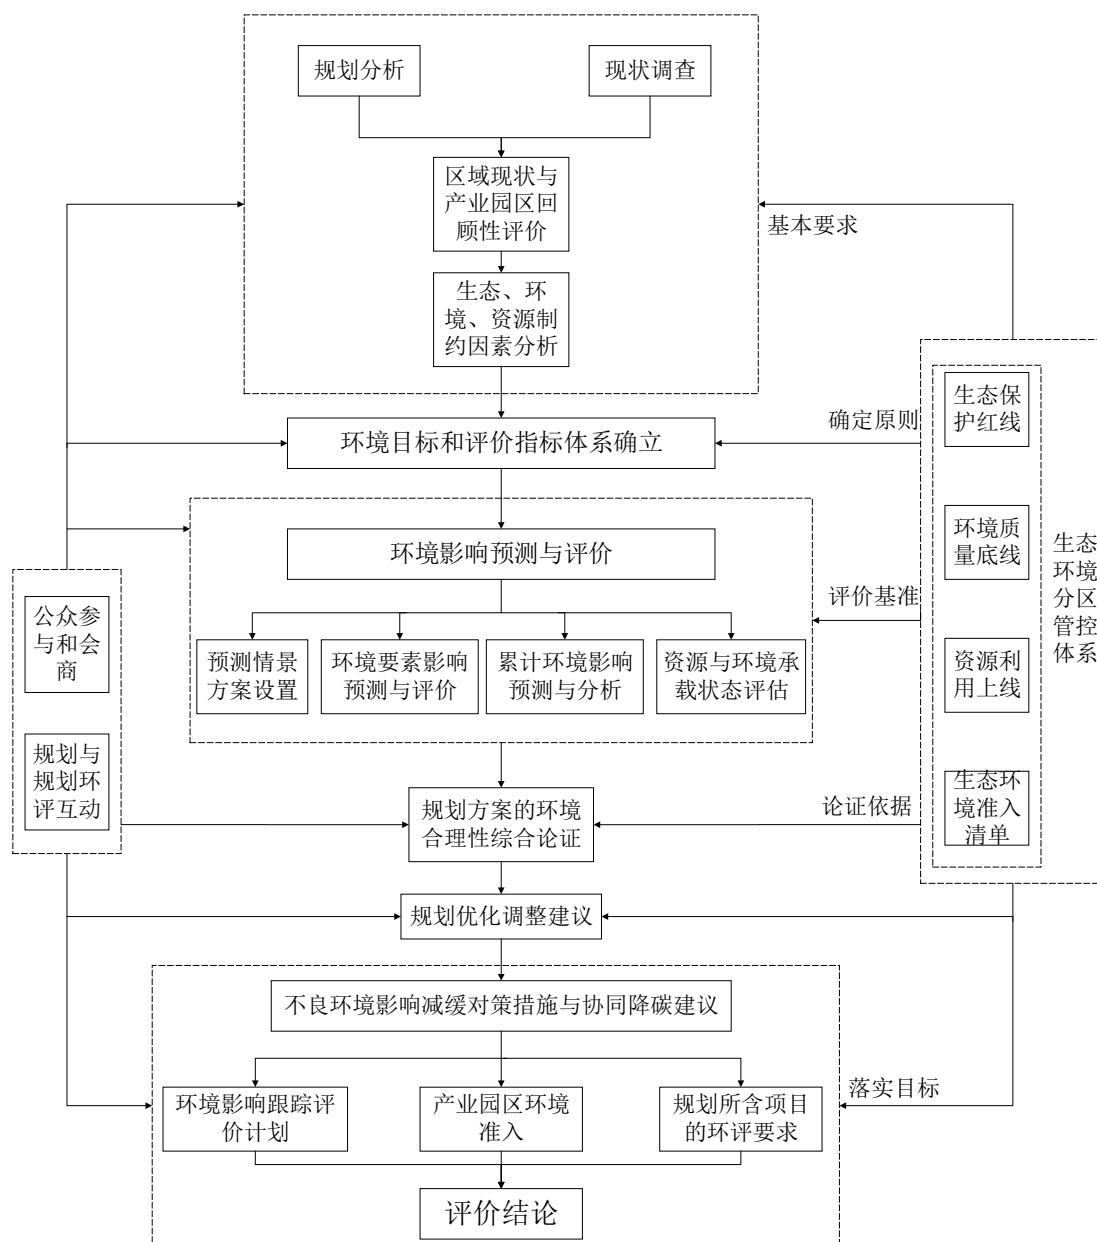 规划分析
现状调查
区域现状与
产业园区回
顾性评价
基本要求
生态、环
境、资源制
约因素分析
环境目标和评价指标体系确立
确定原则
生态保
护红线
环境影响预测与评价
环境质
量底线
生态
环境
分区
管控
体系
评价基准
公众参
与和会
商
预测情景
方案设置
环境要素影响
预测与评价
累计环境影响
预测与分析
资源与环境承
载状态评估
资源利
用上线
规划与
规划环
评互动
规划方案的环境
合理性综合论证
论证依据
生态环
境准入
清单
规划优化调整建议
不良环境影响减缓对策措施与协同降碳建议
落实目标
环境影响跟踪评
价计划
产业园区环境
准入
规划所含项目
的环评要求
评价结论